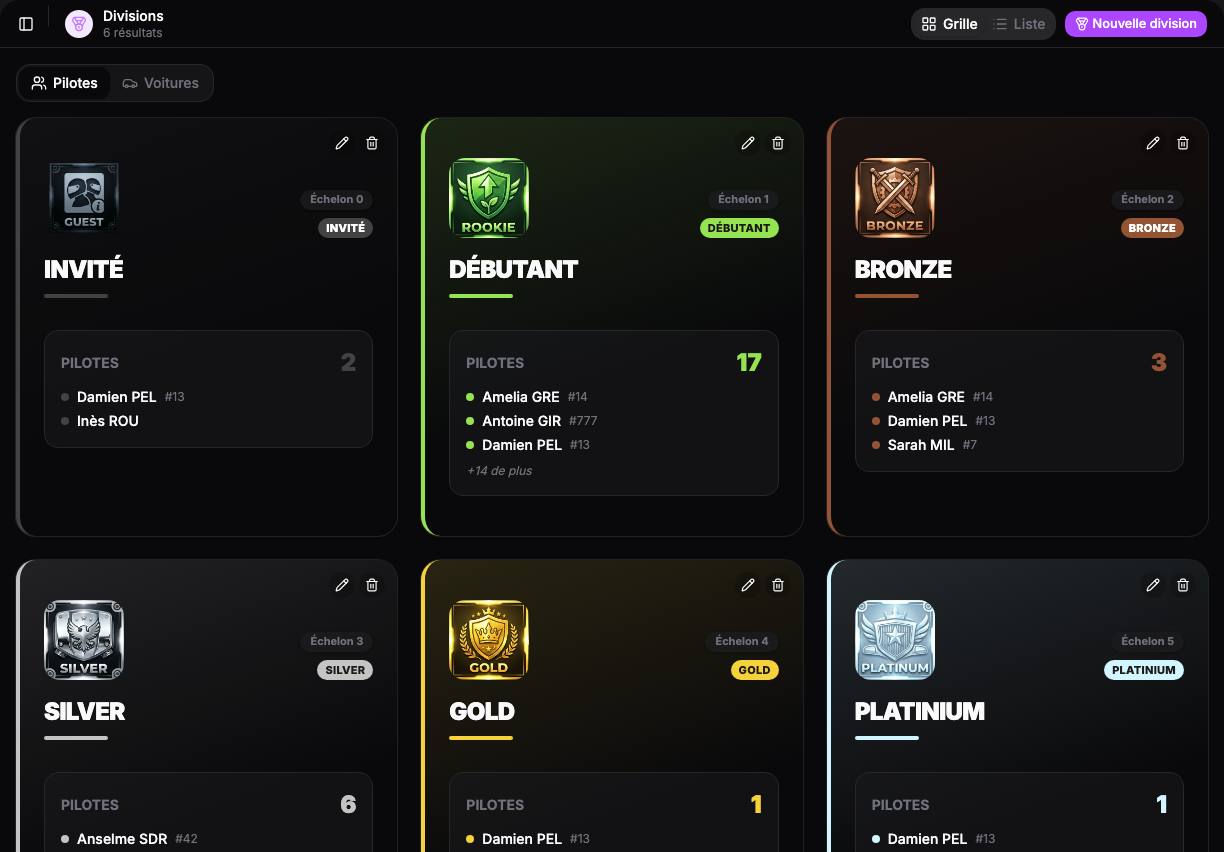 Divisions
6 résultats
Grille
Liste
Nouvelle division
Pilotes
Voitures
GUEST
Échelon 0
INVITÉ
INVITÉ
PILOTES 2
Damien PEL #13
Inès ROU
ROOKIE
Échelon 1
DÉBUTANT
DÉBUTANT
PILOTES 17
Amelia GRE #14
Antoine GIR #777
Damien PEL #13
+14 de plus
BRONZE
Échelon 2
BRONZE
BRONZE
PILOTES 3
Amelia GRE #14
Damien PEL #13
Sarah MIL #7
SILVER
Échelon 3
SILVER
SILVER
PILOTES 6
Anselme SDR #42
GOLD
Échelon 4
GOLD
GOLD
PILOTES 1
Damien PEL #13
PLATINUM
Échelon 5
PLATINIUM
PLATINIUM
PILOTES 1
Damien PEL #13